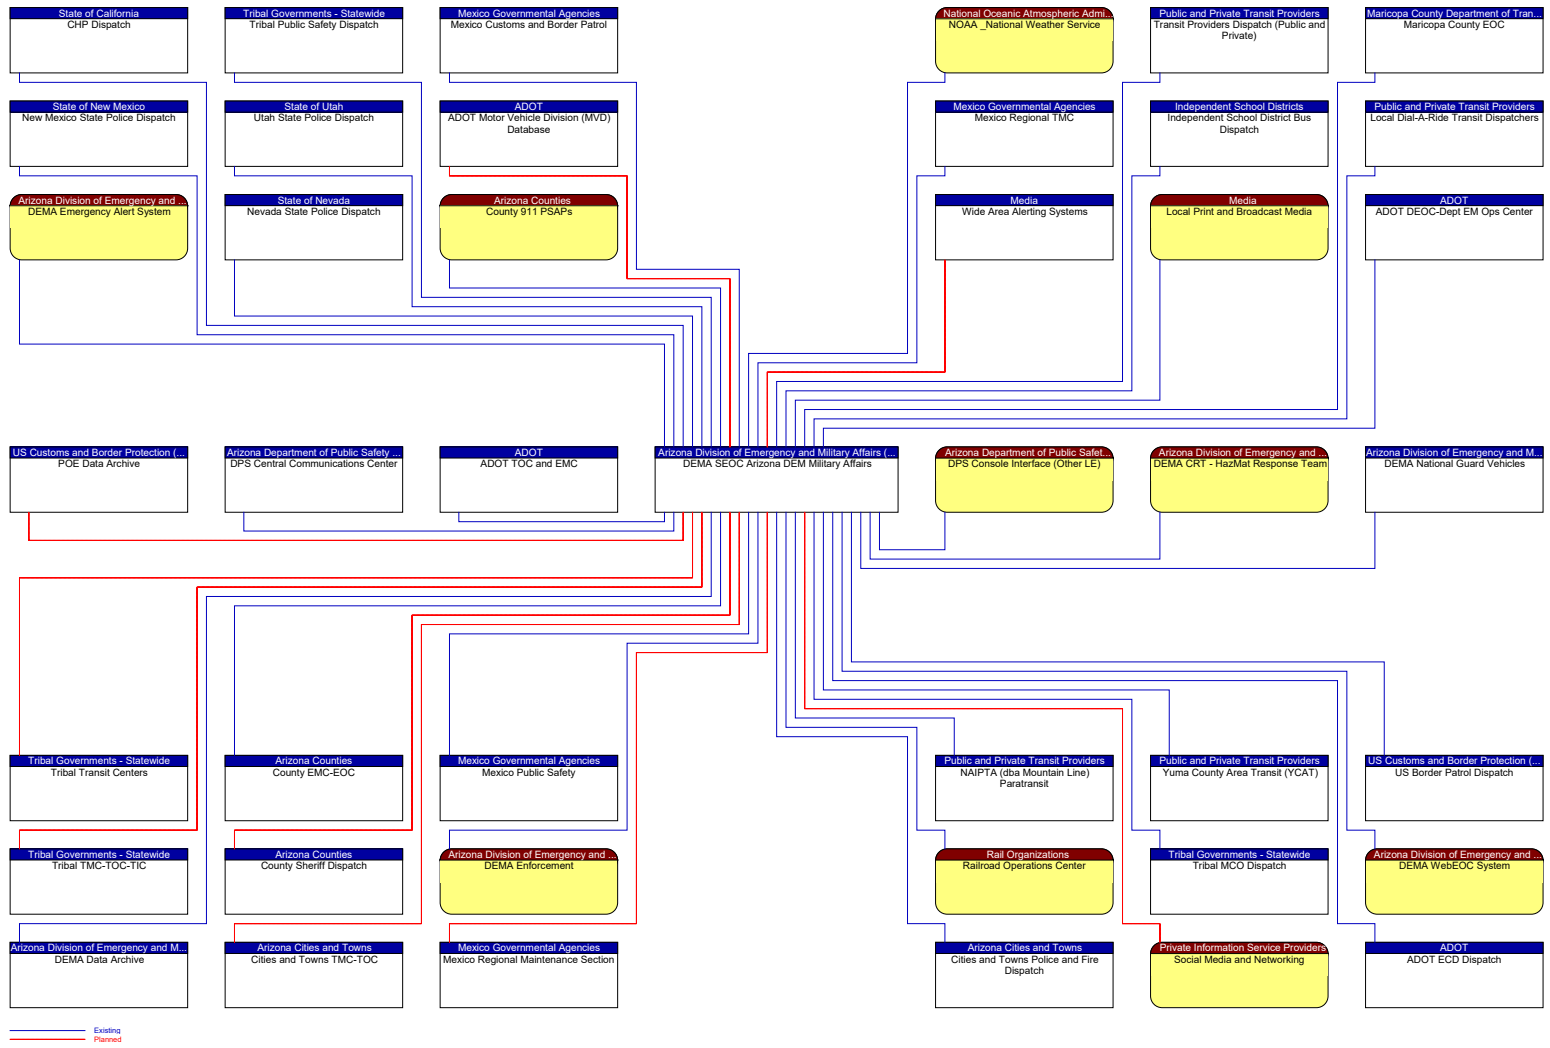 State of California
CHP Dispatch
Tribal Governments - Statewide
Tribal Public Safety Dispatch
Mexico Governmental Agencies
Mexico Customs and Border Patrol
National Oceanic Atmospheric Admi...
NOAA _National Weather Service
Public and Private Transit Providers
Transit Providers Dispatch (Public and
Private)
Maricopa County Department of Tran...
Maricopa County EOC
State of New Mexico
New Mexico State Police Dispatch
State of Utah
Utah State Police Dispatch
ADOT
ADOT Motor Vehicle Division (MVD)
Database
Mexico Governmental Agencies
Mexico Regional TMC
Independent School Districts
Independent School District Bus
Dispatch
Public and Private Transit Providers
Local Dial-A-Ride Transit Dispatchers
Arizona Division of Emergency and ...
DEMA Emergency Alert System
State of Nevada
Nevada State Police Dispatch
Arizona Counties
County 911 PSAPs
Media
Wide Area Alerting Systems
Media
Local Print and Broadcast Media
ADOT
ADOT DEOC-Dept EM Ops Center
US Customs and Border Protection (...
POE Data Archive
Arizona Department of Public Safety ...
DPS Central Communications Center
ADOT
ADOT TOC and EMC
Arizona Division of Emergency and Military Affairs (...
DEMA SEOC Arizona DEM Military Affairs
Arizona Department of Public Safet...
DPS Console Interface (Other LE)
Arizona Division of Emergency and ...
DEMA CRT - HazMat Response Team
Arizona Division of Emergency and M...
DEMA National Guard Vehicles
Tribal Governments - Statewide
Tribal Transit Centers
Arizona Counties
County EMC-EOC
Mexico Governmental Agencies
Mexico Public Safety
Public and Private Transit Providers
NAIPTA (dba Mountain Line)
Paratransit
Public and Private Transit Providers
Yuma County Area Transit (YCAT)
US Customs and Border Protection (...
US Border Patrol Dispatch
Tribal Governments - Statewide
Tribal TMC-TOC-TIC
Arizona Counties
County Sheriff Dispatch
Arizona Division of Emergency and ...
DEMA Enforcement
Rail Organizations
Railroad Operations Center
Tribal Governments - Statewide
Tribal MCO Dispatch
Arizona Division of Emergency and ...
DEMA WebEOC System
Arizona Division of Emergency and M...
DEMA Data Archive
Arizona Cities and Towns
Cities and Towns TMC-TOC
Mexico Governmental Agencies
Mexico Regional Maintenance Section
Arizona Cities and Towns
Cities and Towns Police and Fire
Dispatch
Private Information Service Providers
Social Media and Networking
ADOT
ADOT ECD Dispatch
Existing
Planned